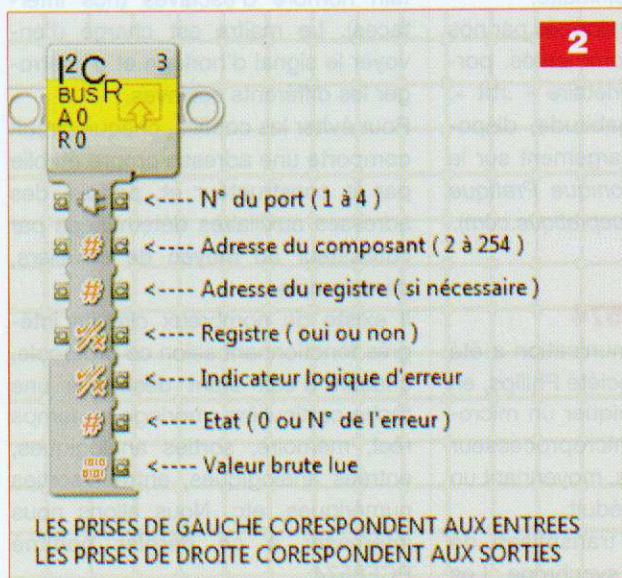 2
I²C 3
BUS R
A0
R0
<---- N° du port ( 1 à 4 )
<---- Adresse du composant ( 2 à 254 )
<---- Adresse du registre ( si nécessaire )
<---- Registre ( oui ou non )
<---- Indicateur logique d'erreur
<---- Etat ( 0 ou N° de l'erreur )
<---- Valeur brute lue
LES PRISES DE GAUCHE CORESPONDENT AUX ENTREES
LES PRISES DE DROITE CORESPONDENT AUX SORTIES